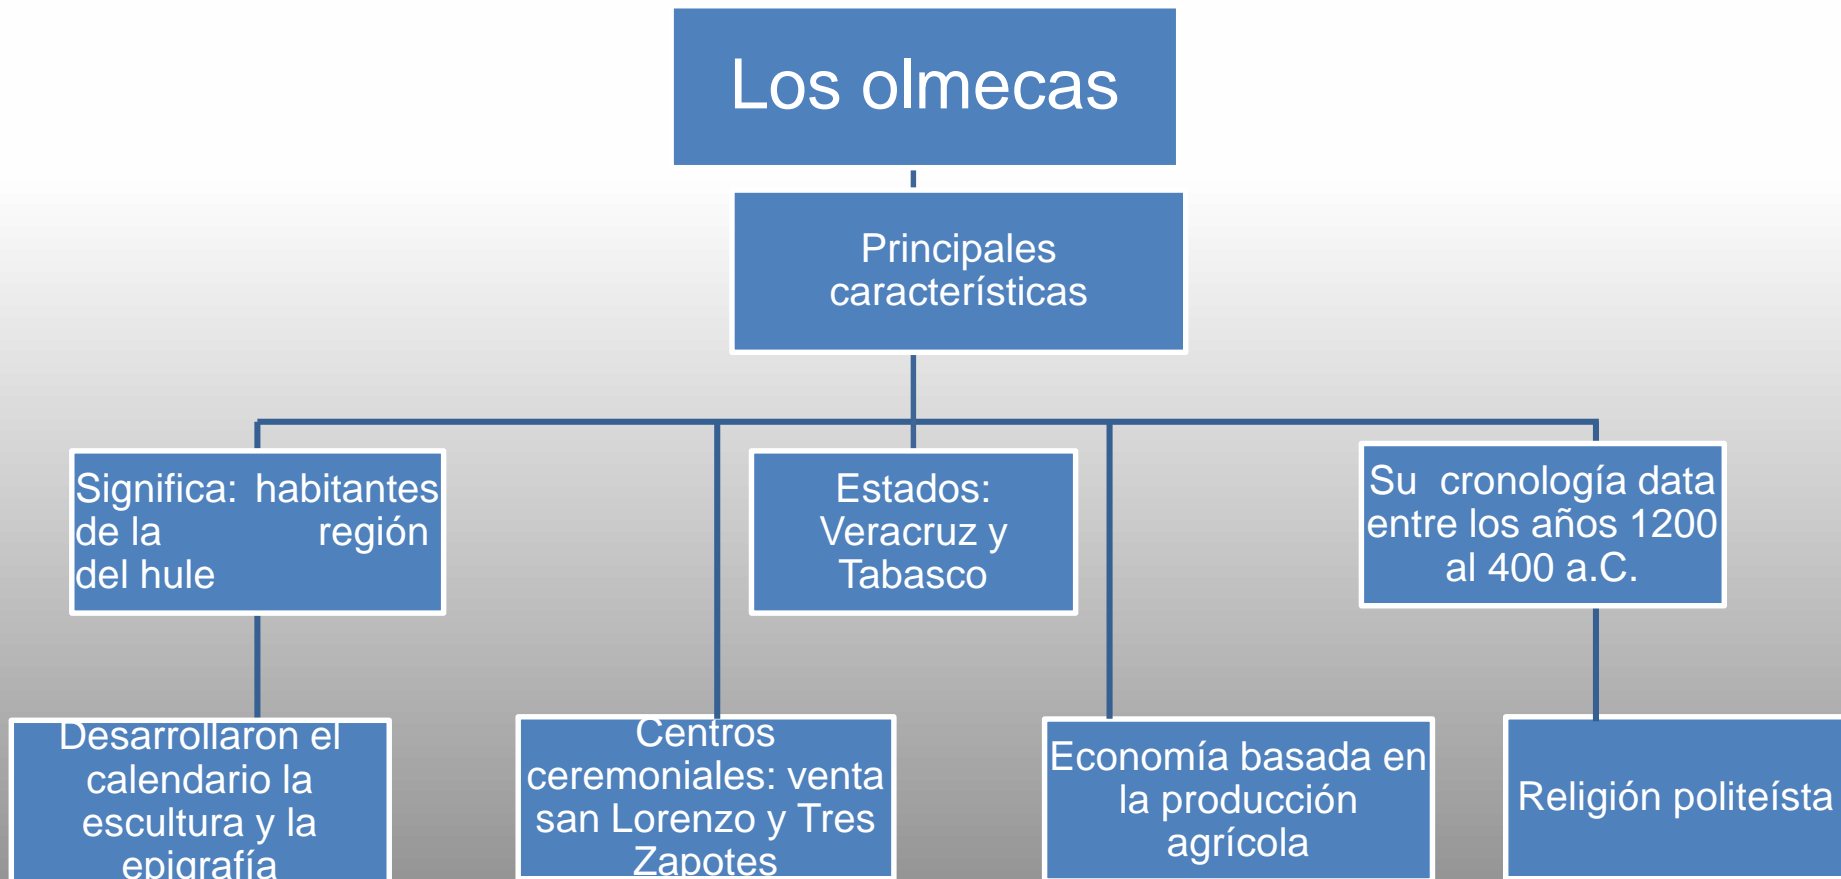 Los olmecas
Principales
características
Significa: habitantes
de la región
del hule
Estados:
Veracruz y
Tabasco
Su cronología data
entre los años 1200
al 400 a.C.
Desarrollaron el
calendario la
escultura y la
epigrafía
Centros
ceremoniales: venta
san Lorenzo y Tres
Zapotes
Economía basada en
la producción
agrícola
Religión politeísta